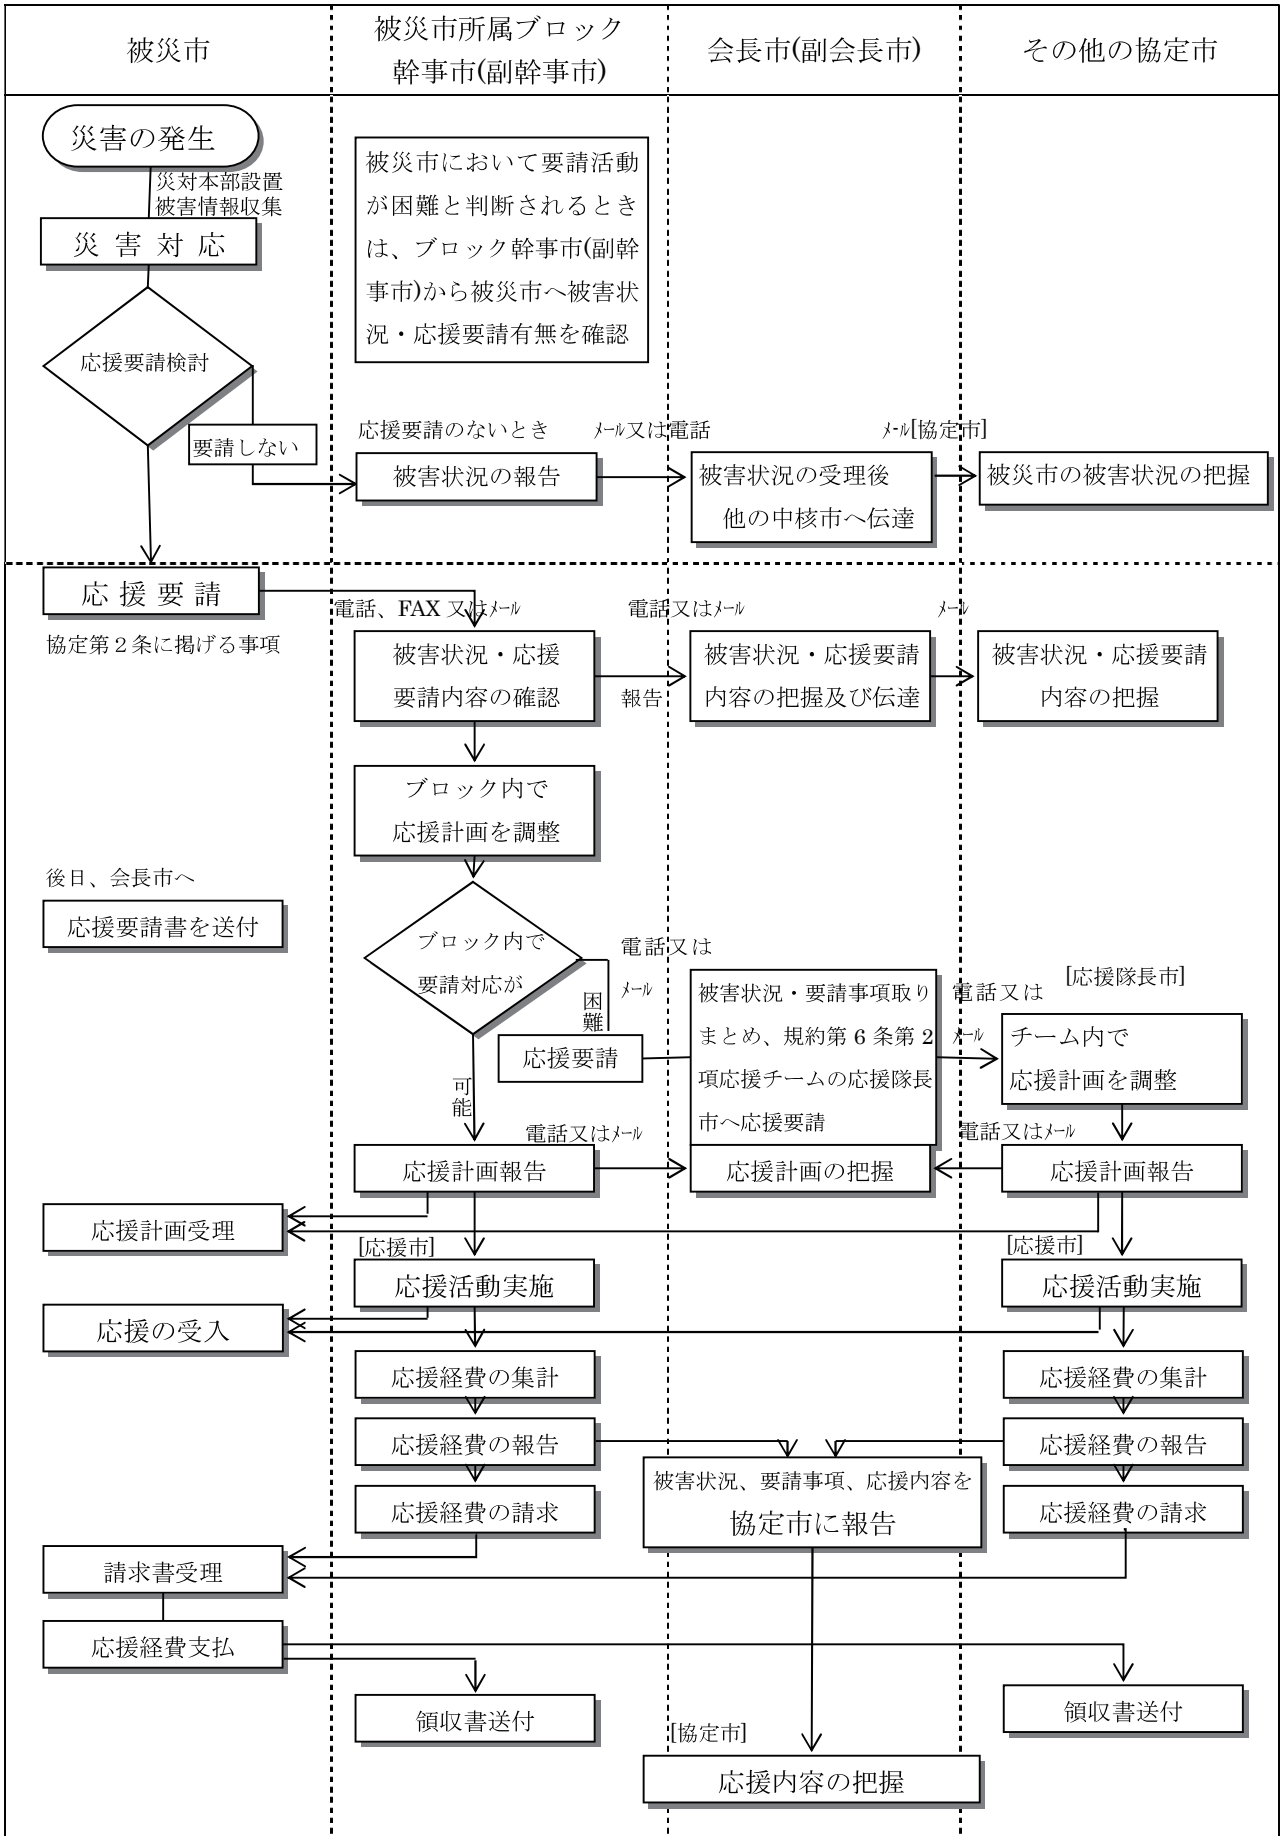 被災市
被災市所属ブロック
幹事市(副幹事市)
会長市(副会長市)
その他の協定市
災害の発生
災対本部設置
被害情報収集
災害対応
応援要請検討
要請しない
被災市において要請活動
が困難と判断されるとき
は、ブロック幹事市(副幹
事市)から被災市へ被害状
況・応援要請有無を確認
応援要請のないとき
ﾒｰﾙ又は電話
ﾒｰﾙ[協定市]
被害状況の報告
被害状況の受理後
他の中核市へ伝達
被災市の被害状況の把握
応援要請
協定第２条に掲げる事項
電話、FAX 又はﾒｰﾙ
電話又はﾒｰﾙ
ﾒｰﾙ
被害状況・応援
要請内容の確認
報告
被害状況・応援要請
内容の把握及び伝達
被害状況・応援要請
内容の把握
ブロック内で
応援計画を調整
後日、会長市へ
応援要請書を送付
ブロック内で
要請対応が
困難
可能
電話又は
ﾒｰﾙ
応援要請
被害状況・要請事項取り
まとめ、規約第 6 条第 2
項応援チームの応援隊長
市へ応援要請
電話又は
ﾒｰﾙ
[応援隊長市]
チーム内で
応援計画を調整
電話又はﾒｰﾙ
電話又はﾒｰﾙ
応援計画報告
応援計画の把握
応援計画報告
応援計画受理
[応援市]
[応援市]
応援活動実施
応援活動実施
応援の受入
応援経費の集計
応援経費の集計
応援経費の報告
応援経費の報告
被害状況、要請事項、応援内容を
協定市に報告
応援経費の請求
応援経費の請求
請求書受理
応援経費支払
領収書送付
領収書送付
[協定市]
応援内容の把握